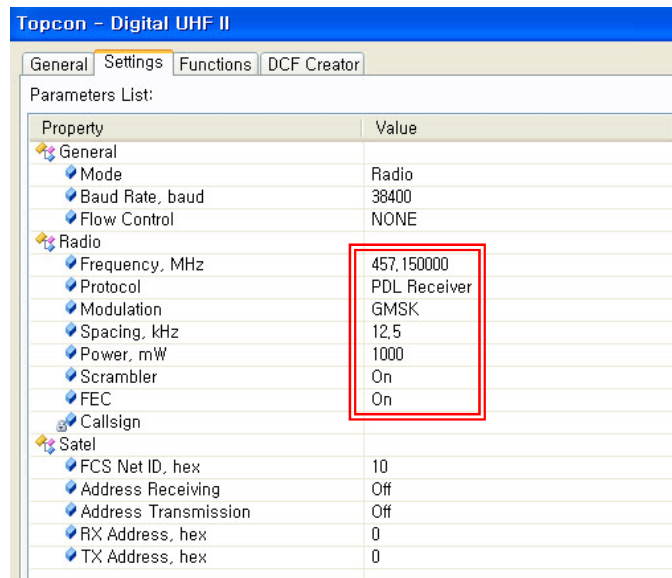 Topcon - Digital UHF II
General Settings Functions DCF Creator
Parameters List:
Property Value
General
Mode Radio
Baud Rate, baud 38400
Flow Control NONE
Radio
Frequency, MHz 457,150000
Protocol PDL Receiver
Modulation GMSK
Spacing, kHz 12,5
Power, mW 1000
Scrambler On
FEC On
Callsign
Satel
FCS Net ID, hex 10
Address Receiving Off
Address Transmission Off
RX Address, hex 0
TX Address, hex 0